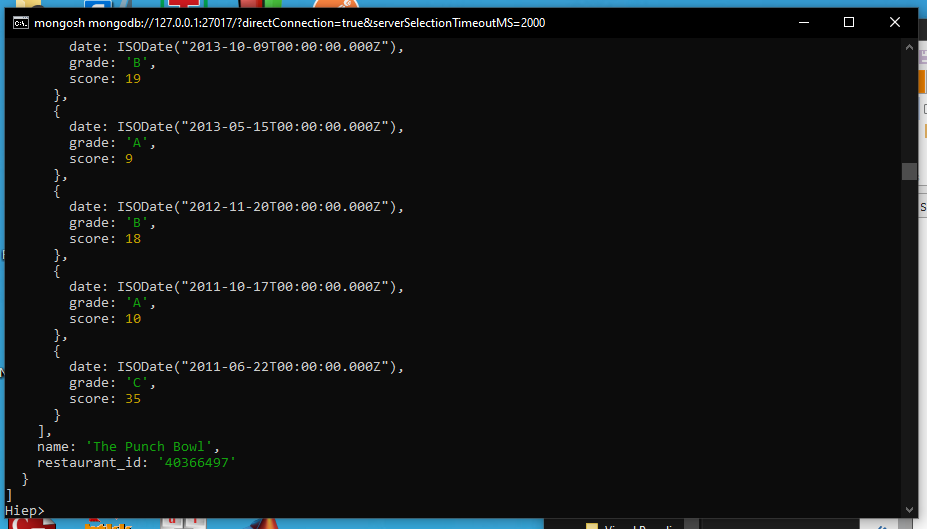 mongosh mongodb://127.0.0.1:27017/?directConnection=true&serverSelectionTimeoutMS=2000
date: ISODate("2013-10-09T00:00:00.000Z"),
grade: 'B',
score: 19
},
{
date: ISODate("2013-05-15T00:00:00.000Z"),
grade: 'A',
score: 9
},
{
date: ISODate("2012-11-20T00:00:00.000Z"),
grade: 'B',
score: 18
},
{
date: ISODate("2011-10-17T00:00:00.000Z"),
grade: 'A',
score: 10
},
{
date: ISODate("2011-06-22T00:00:00.000Z"),
grade: 'C',
score: 35
}
],
name: 'The Punch Bowl',
restaurant_id: '40366497'
}
]
Hiep>